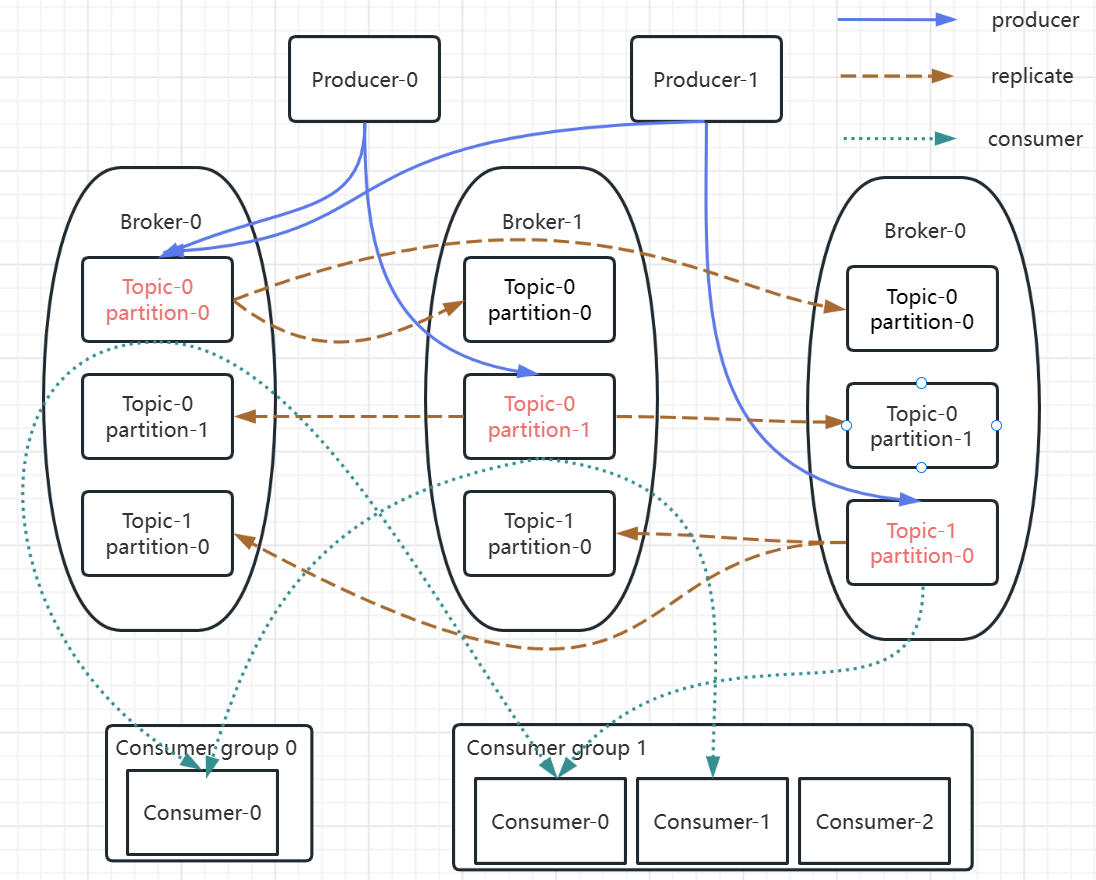 producer
replicate
consumer
Producer-0
Producer-1
Broker-0
Topic-0
partition-0
Topic-0
partition-1
Topic-1
partition-0
Broker-1
Topic-0
partition-0
Topic-0
partition-1
Topic-1
partition-0
Broker-0
Topic-0
partition-0
Topic-0
partition-1
Topic-1
partition-0
Consumer group 0
Consumer-0
Consumer group 1
Consumer-0
Consumer-1
Consumer-2